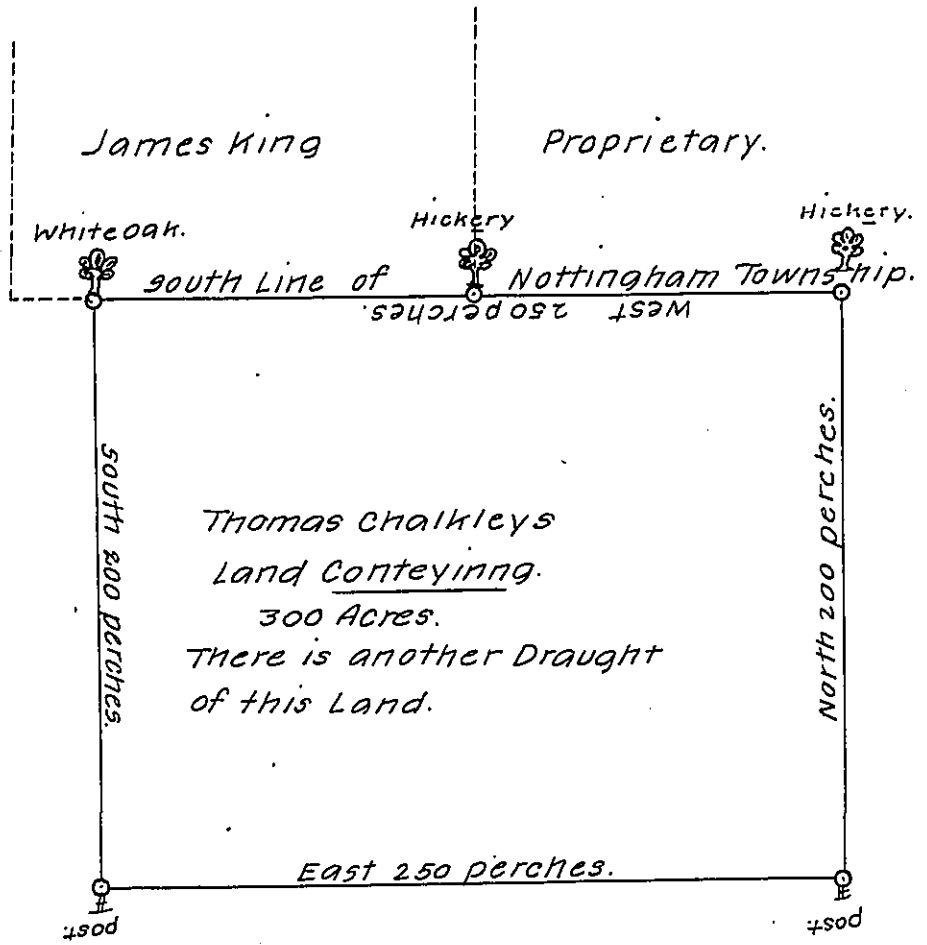 James King
Proprietary.
Whiteoak.
Hickery
Hickery.
South Line of Nottingham Township.
West 250 perches.
South 200 perches.
North 200 perches.
Thomas Chalkleys
Land Conteyinng.
300 Acres.
There is another Draught
of this Land.
East 250 perches.
post.
post